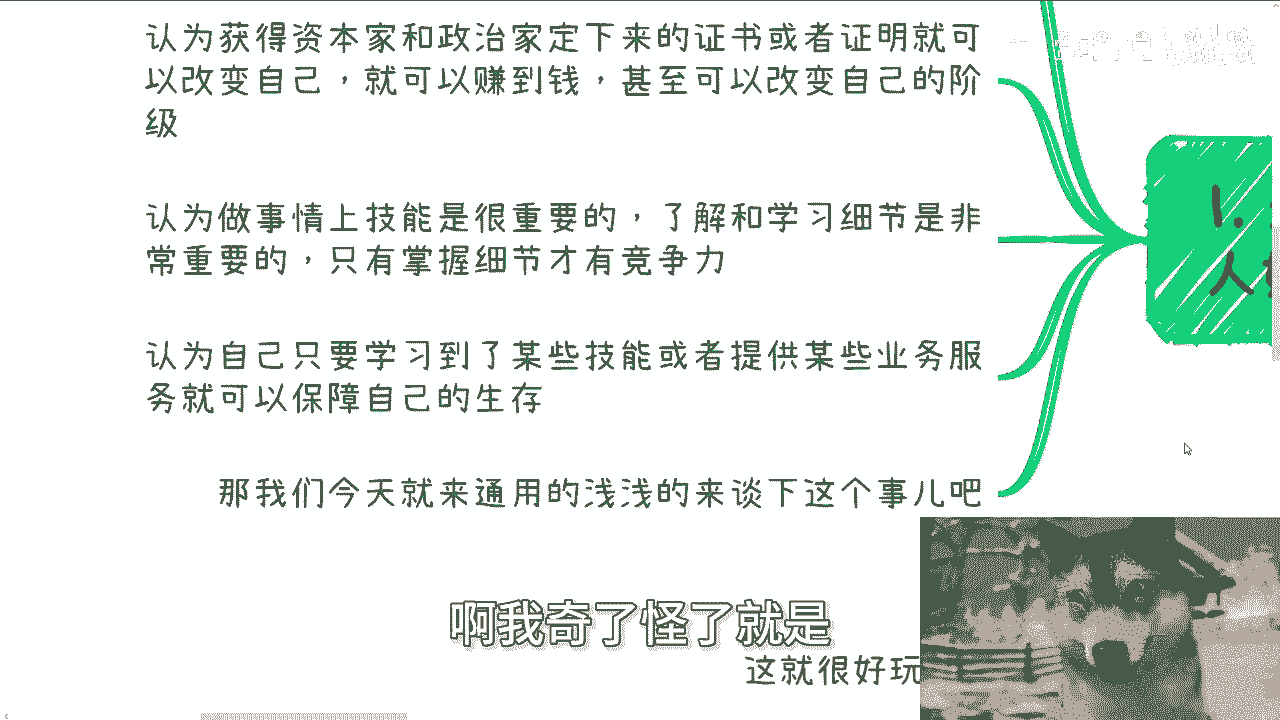 认为获得资本家和政治家定下来的证书或者证明就可
以改变自己，就可以赚到钱，甚至可以改变自己的阶
级
认为做事情上技能是很重要的，了解和学习细节是非
常重要的，只有掌握细节才有竞争力
1.
人
认为自己只要学习到了某些技能或者提供某些业务服
务就可以保障自己的生存
那我们今天就来通用的浅浅的来谈下这个事儿吧
啊我奇了怪了就是
这就很好玩